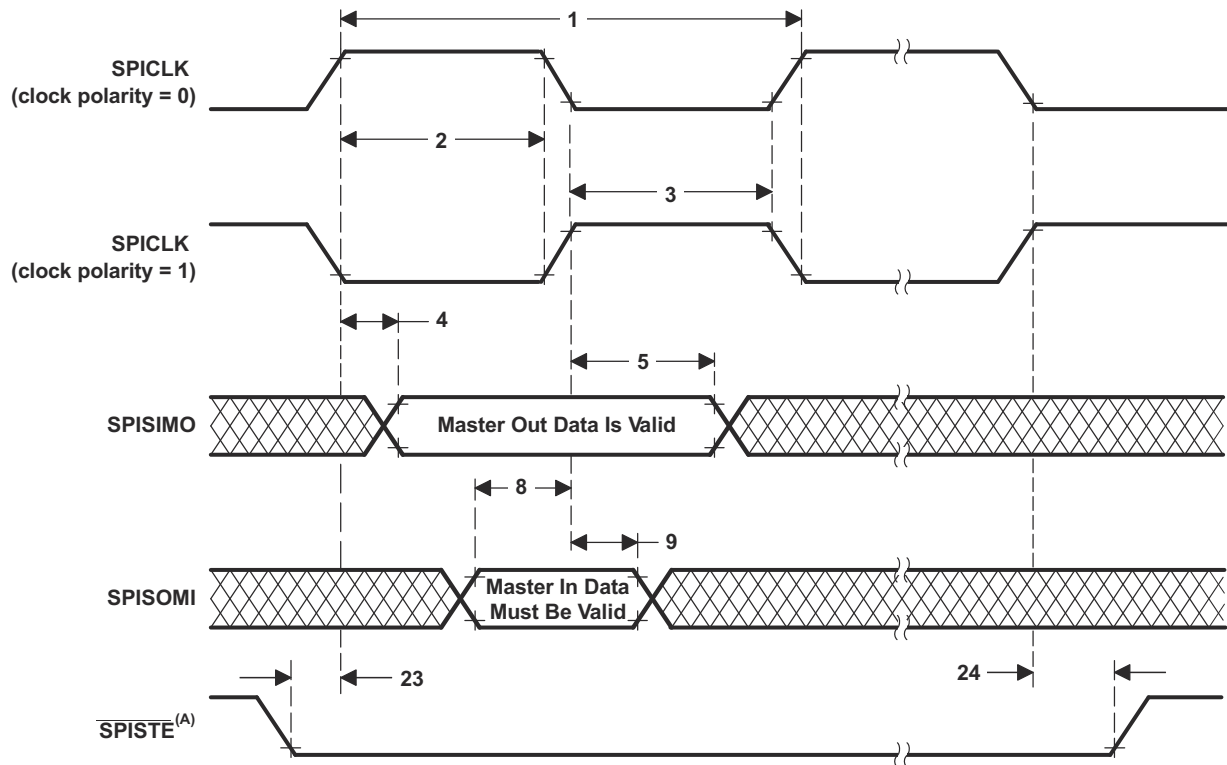 1
SPICLK
(clock polarity = 0)
2
3
SPICLK
(clock polarity = 1)
4
5
SPISIMO
Master Out Data Is Valid
8
9
SPISOMI
Master In Data
Must Be Valid
23
24
SPISTE(A)